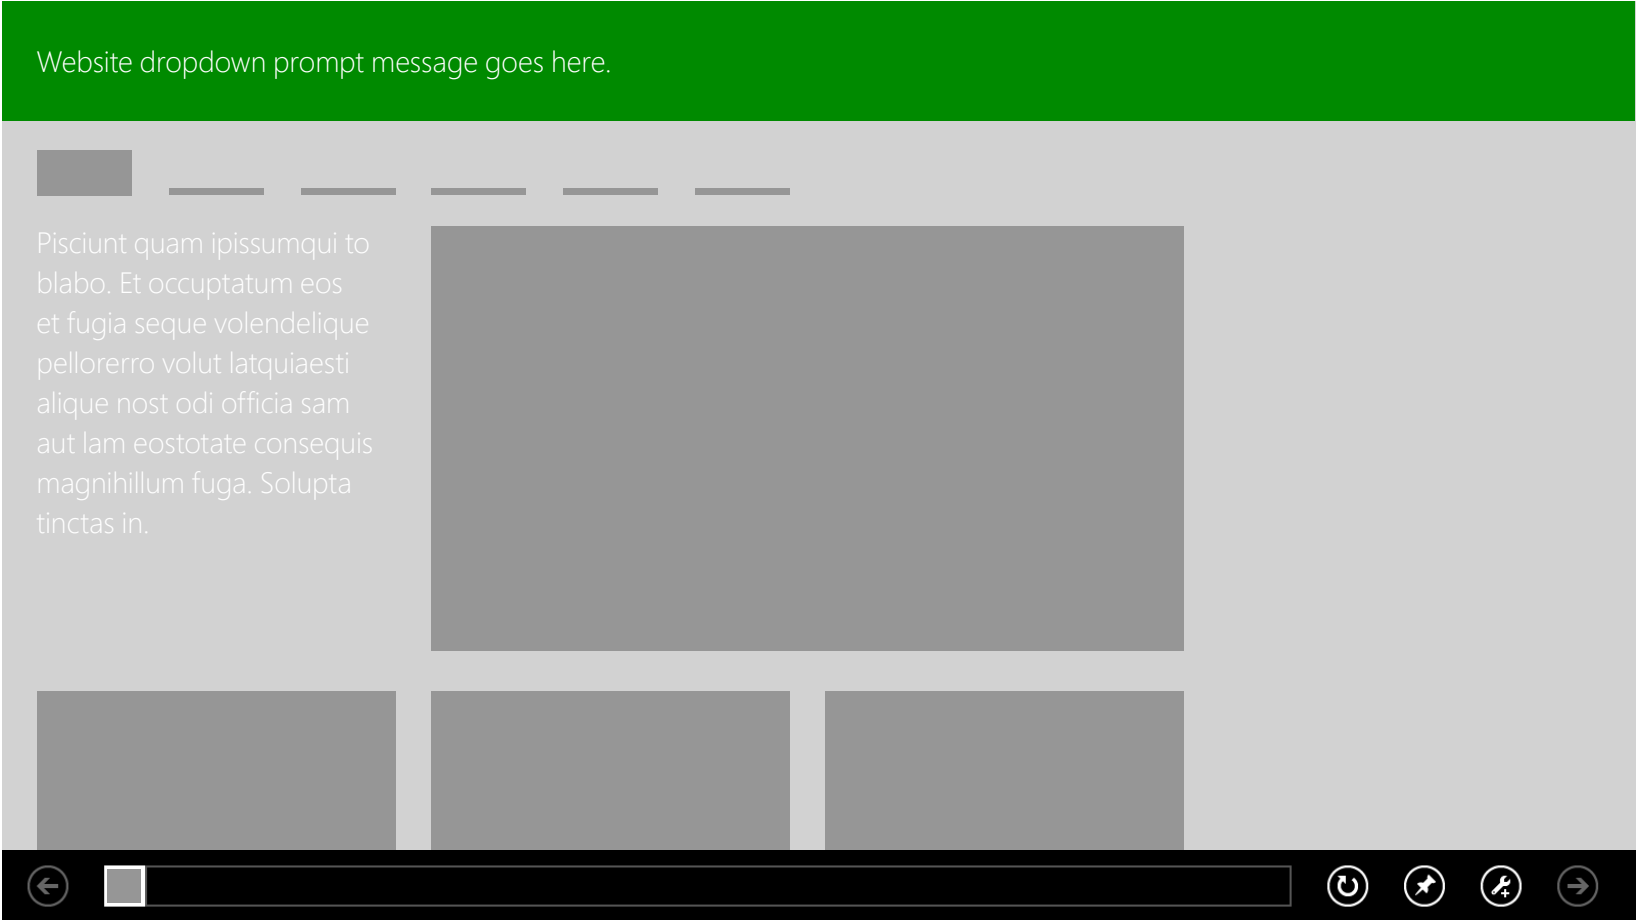 Website dropdown prompt message goes here.
Pisciunt quam ipissumqui to
blabo. Et occuptatum eos
et fugia seque volendelique
pellorerro volut latquiaesti
alique nost odi officia sam
aut lam eostotate consequis
magnihillum fuga. Solupta
tinctas in.